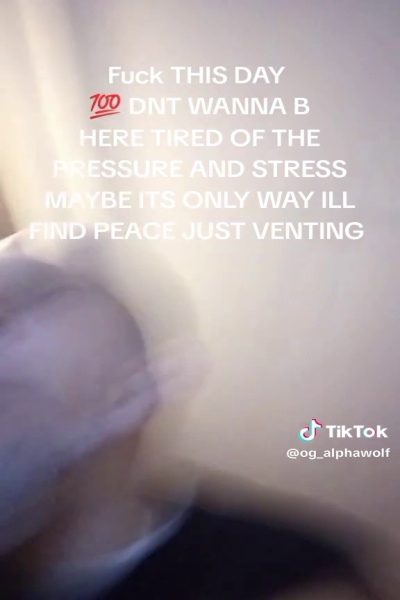 Fuck THIS DAY
💯 DNT WANNA B
HERE TIRED OF THE
PRESSURE AND STRESS
MAYBE ITS ONLY WAY ILL
FIND PEACE JUST VENTING
TikTok
@og_alphawolf